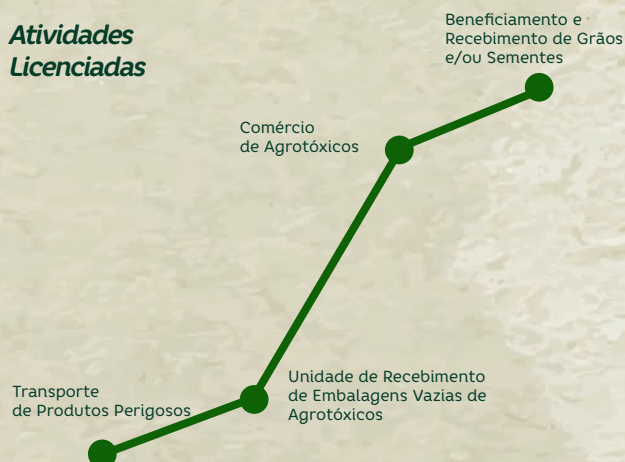 Atividades
Licenciadas
Beneficiamento e
Recebimento de Grãos
e/ou Sementes
Comércio
de Agrotóxicos
Unidade de Recebimento
de Embalagens Vazias de
Agrotóxicos
Transporte
de Produtos Perigosos